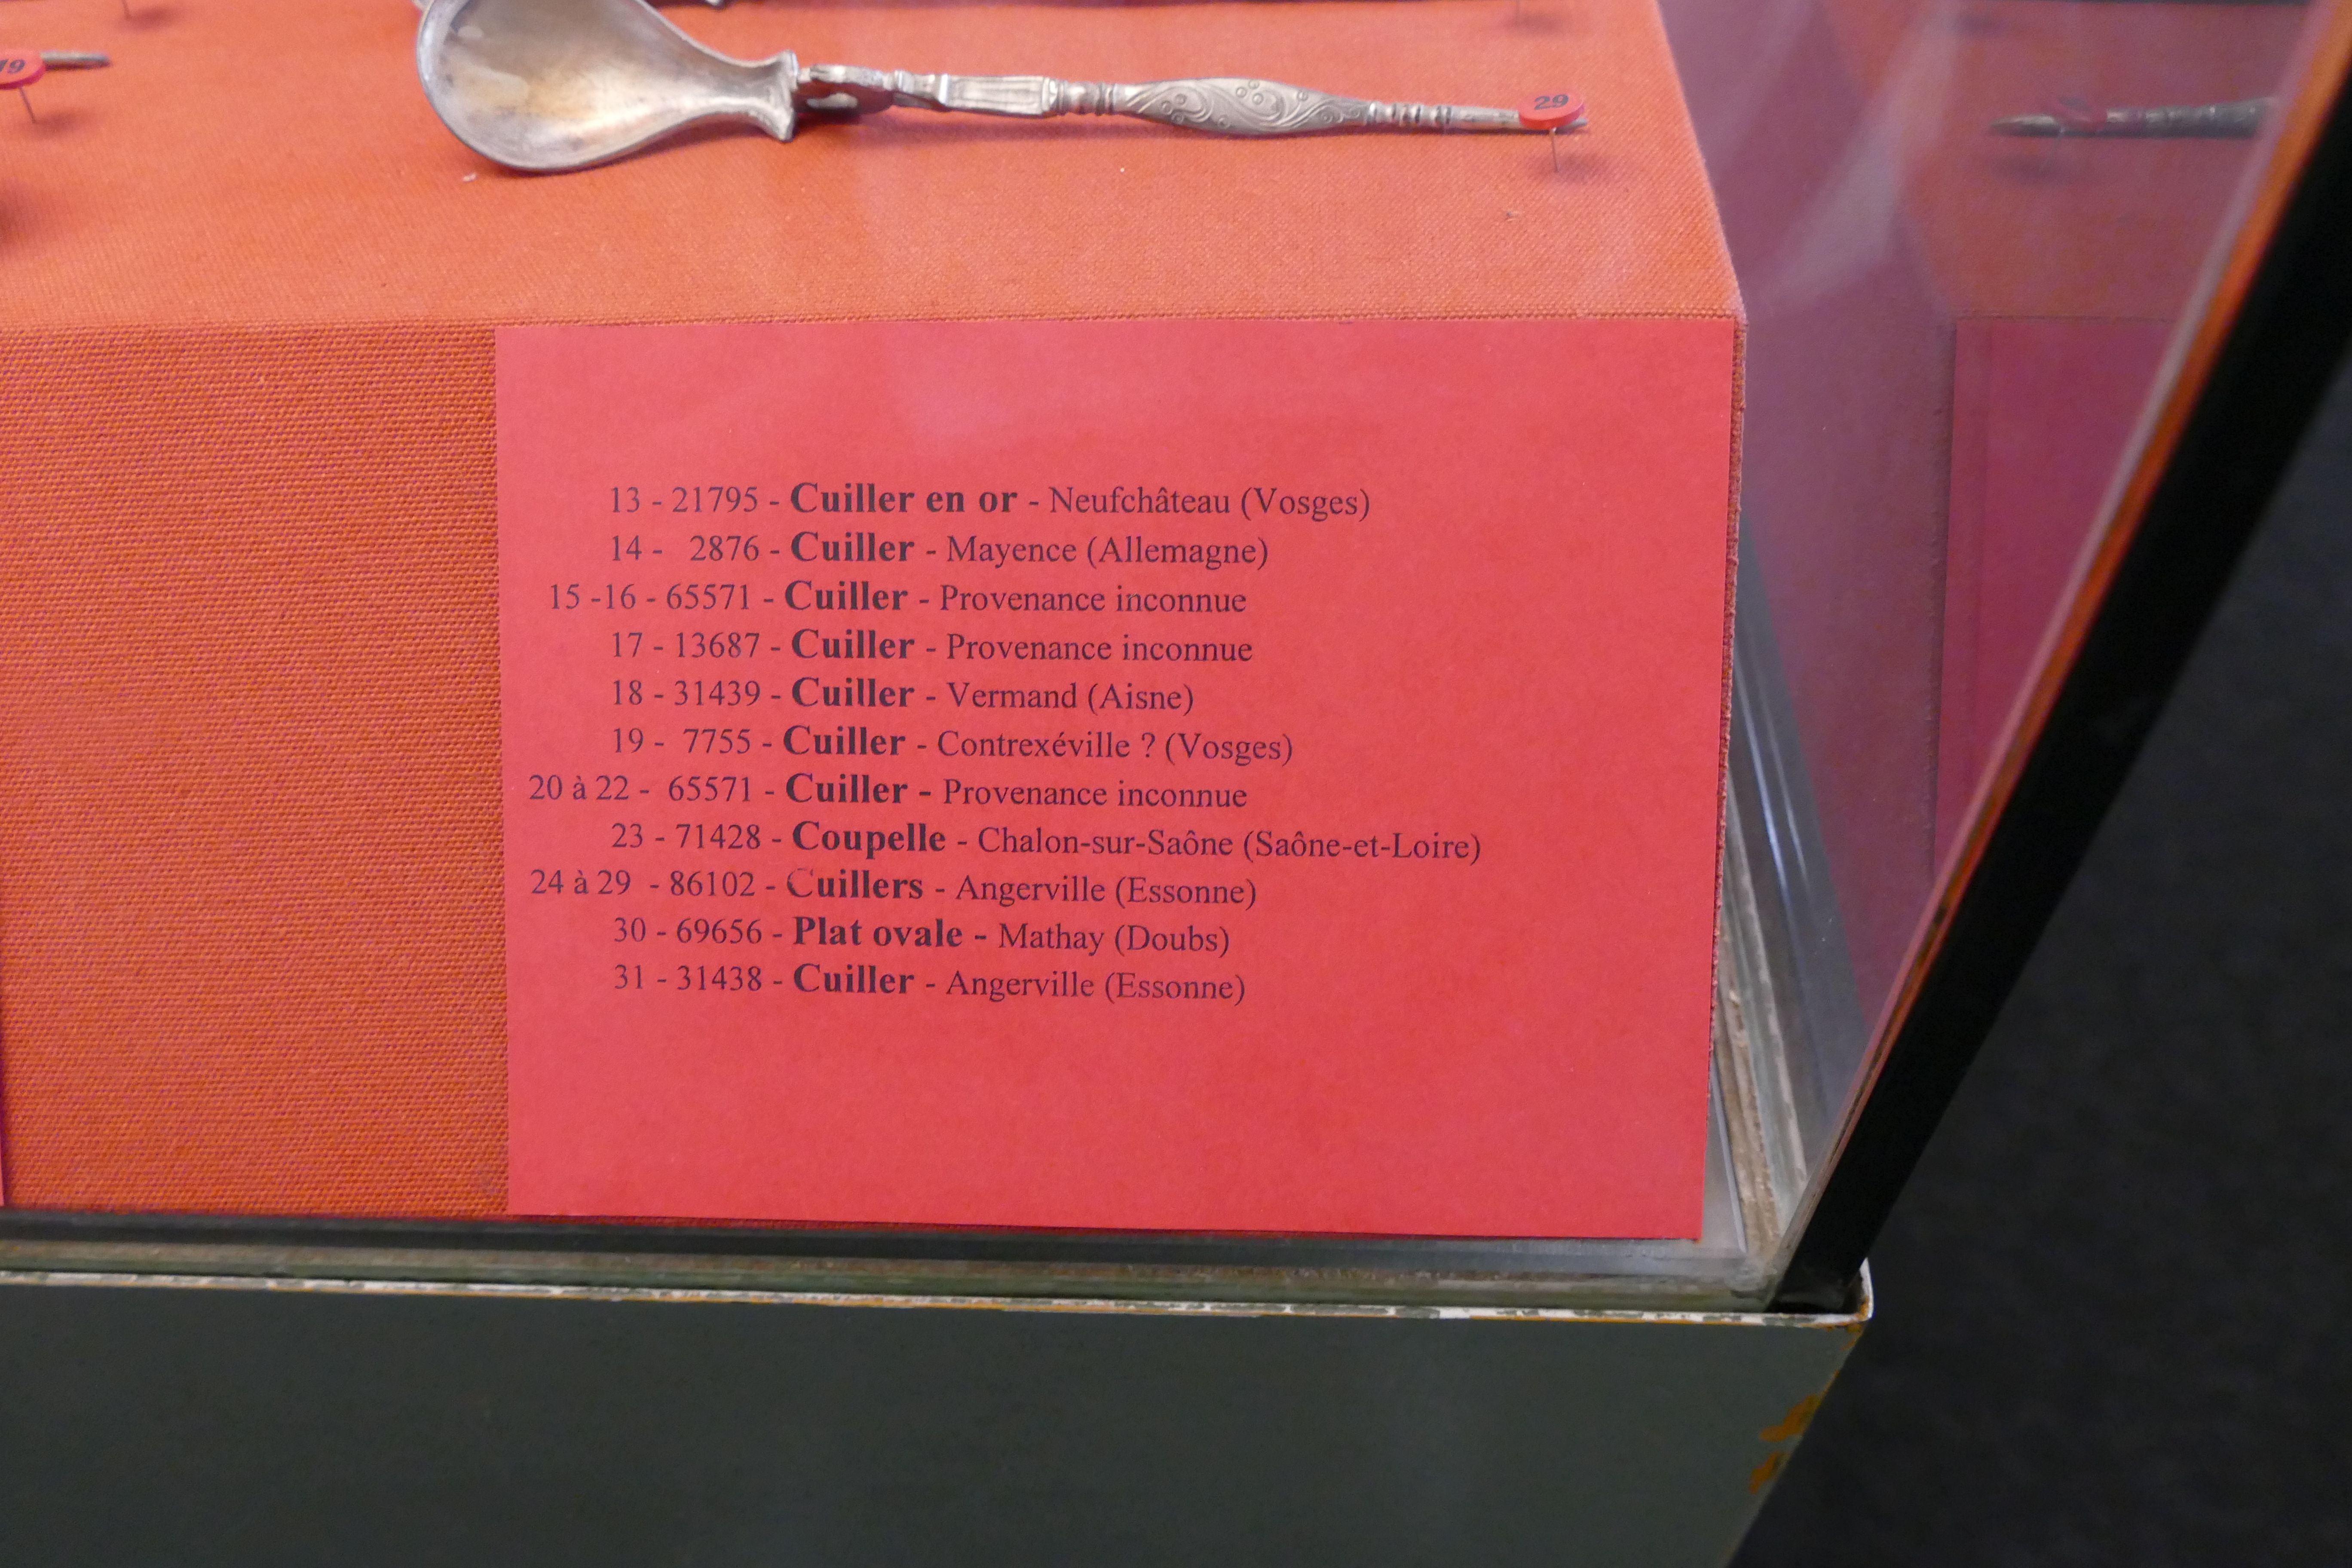 19
29
13 - 21795 - Cuiller en or - Neufchâteau (Vosges)
14 - 2876 - Cuiller - Mayence (Allemagne)
15 -16 - 65571 - Cuiller - Provenance inconnue
17 - 13687 - Cuiller - Provenance inconnue
18 - 31439 - Cuiller - Vermand (Aisne)
19 - 7755 - Cuiller - Contrexéville ? (Vosges)
20 à 22 - 65571 - Cuiller - Provenance inconnue
23 - 71428 - Coupelle - Chalon-sur-Saône (Saône-et-Loire)
24 à 29 - 86102 - Cuillers - Angerville (Essonne)
30 - 69656 - Plat ovale - Mathay (Doubs)
31 - 31438 - Cuiller - Angerville (Essonne)